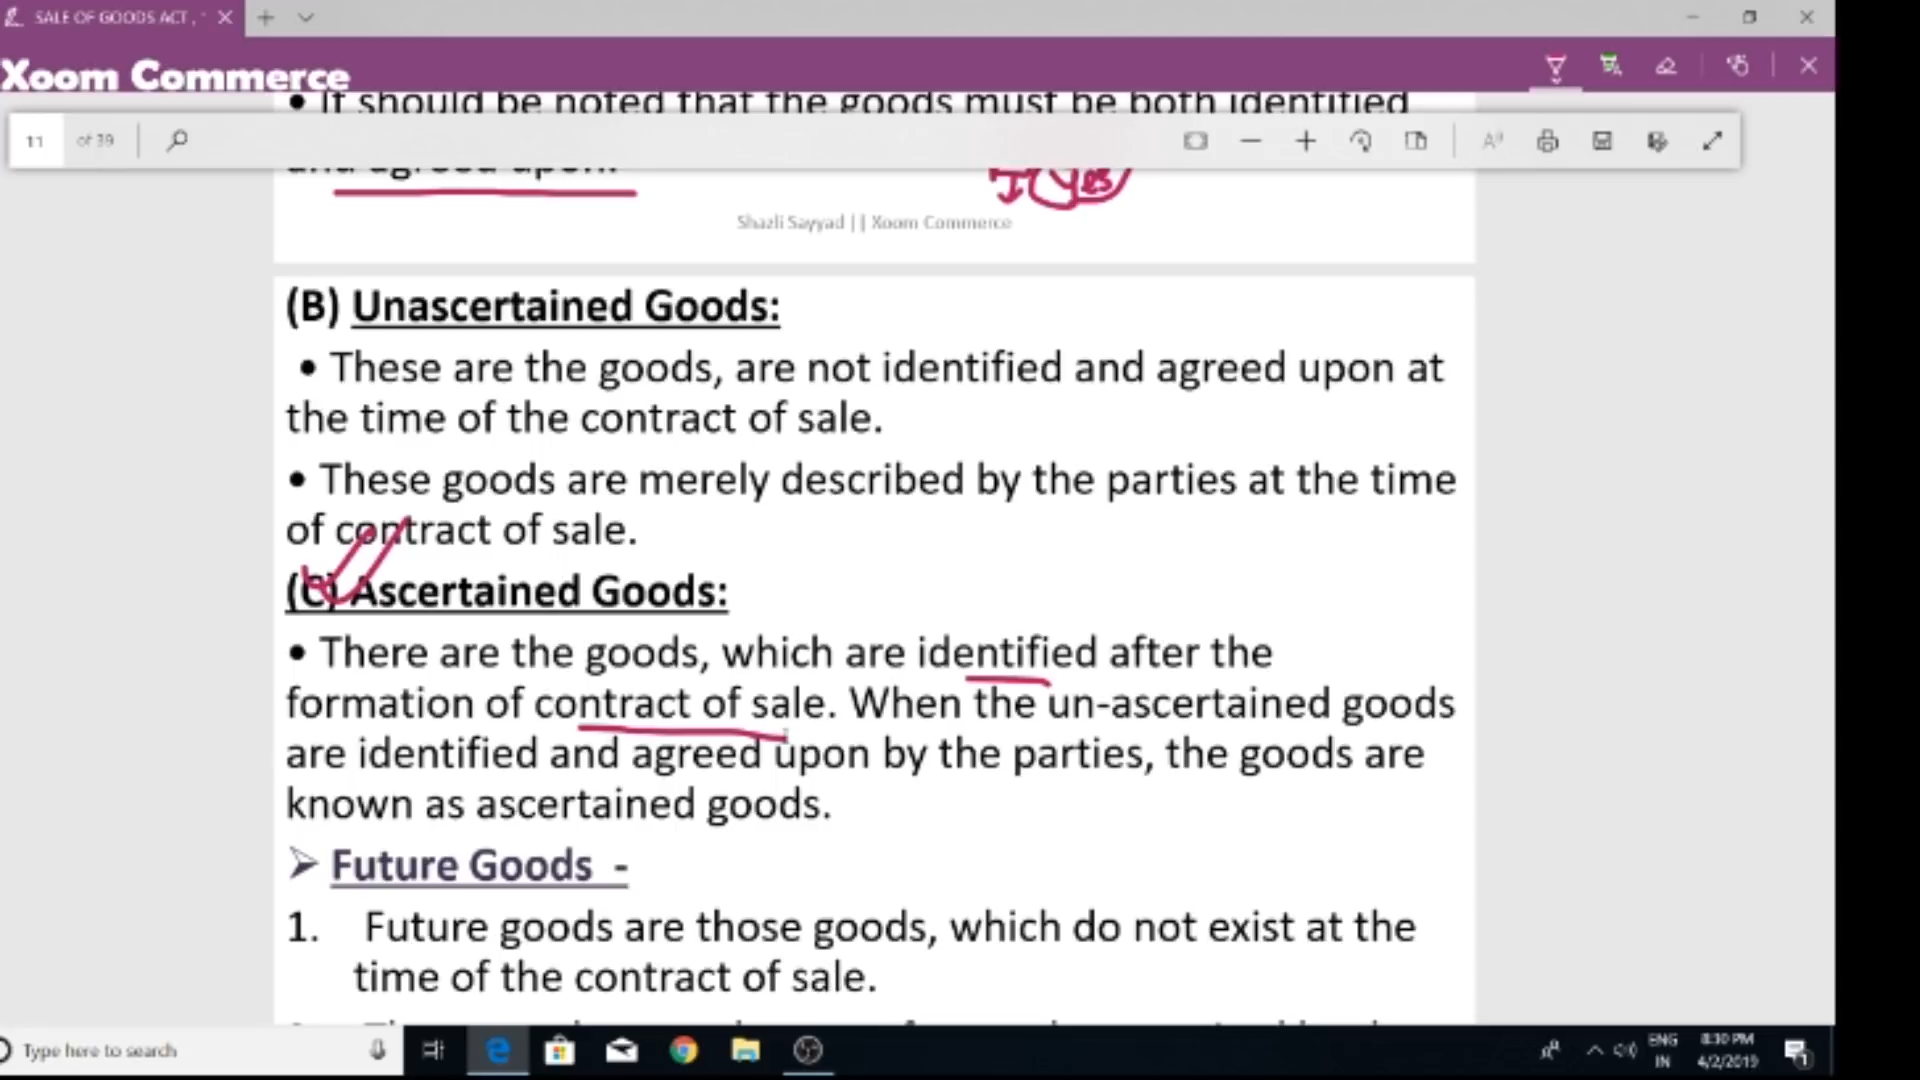 SALE OF GOODS ACT, '
Xoom Commerce
• It should be noted that the goods must be both identified
11 of 39
and agreed upon.
Yes
Shazli Sayyad || Xoom Commerce
(B) Unascertained Goods:
• These are the goods, are not identified and agreed upon at
the time of the contract of sale.
• These goods are merely described by the parties at the time
of contract of sale.
(C) Ascertained Goods:
• There are the goods, which are identified after the
formation of contract of sale. When the un-ascertained goods
are identified and agreed upon by the parties, the goods are
known as ascertained goods.
➢ Future Goods -
1. Future goods are those goods, which do not exist at the
time of the contract of sale.
Type here to search
ENG
IN
8:30 PM
4/2/2019
1